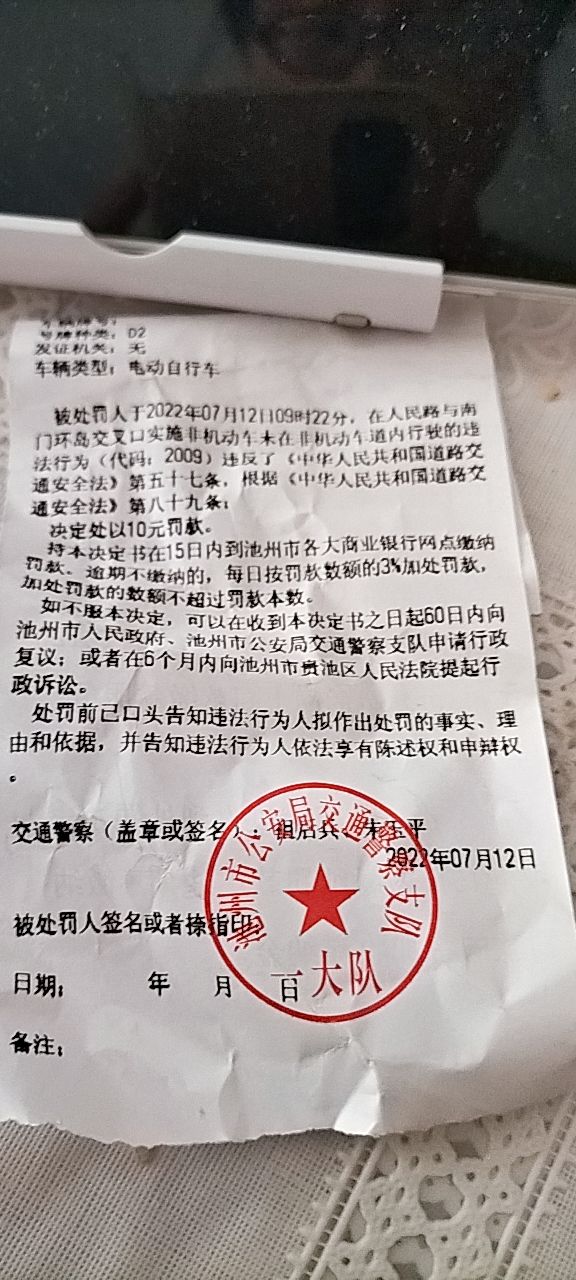 号牌种类：D2
发证机关：无
车辆类型：电动自行车
被处罚人于2022年07月12日09时22分，在人民路与南
门环岛交叉口实施非机动车未在非机动车道内行驶的违
法行为（代码：2009）违反了《中华人民共和国道路交
通安全法》第五十七条，根据《中华人民共和国道路交
通安全法》第八十九条；
决定处以10元罚款。
持本决定书在15日内到池州市各大商业银行网点缴纳
罚款。逾期不缴纳的，每日按罚款数额的3%加处罚款，
加处罚款的数额不超过罚款本数。
如不服本决定，可以在收到本决定书之日起60日内向
池州市人民政府、池州市公安局交通警察支队申请行政
复议；或者在6个月内向池州市贵池区人民法院提起行
政诉讼。
处罚前已口头告知违法行为人拟作出处罚的事实、理
由和依据，并告知违法行为人依法享有陈述权和申辩权
。
交通警察（盖章或签名）：
2022年07月12日
池州市公安局交通警察支队
一大队
被处罚人签名或者捺指印
日期： 年 月 日
备注：